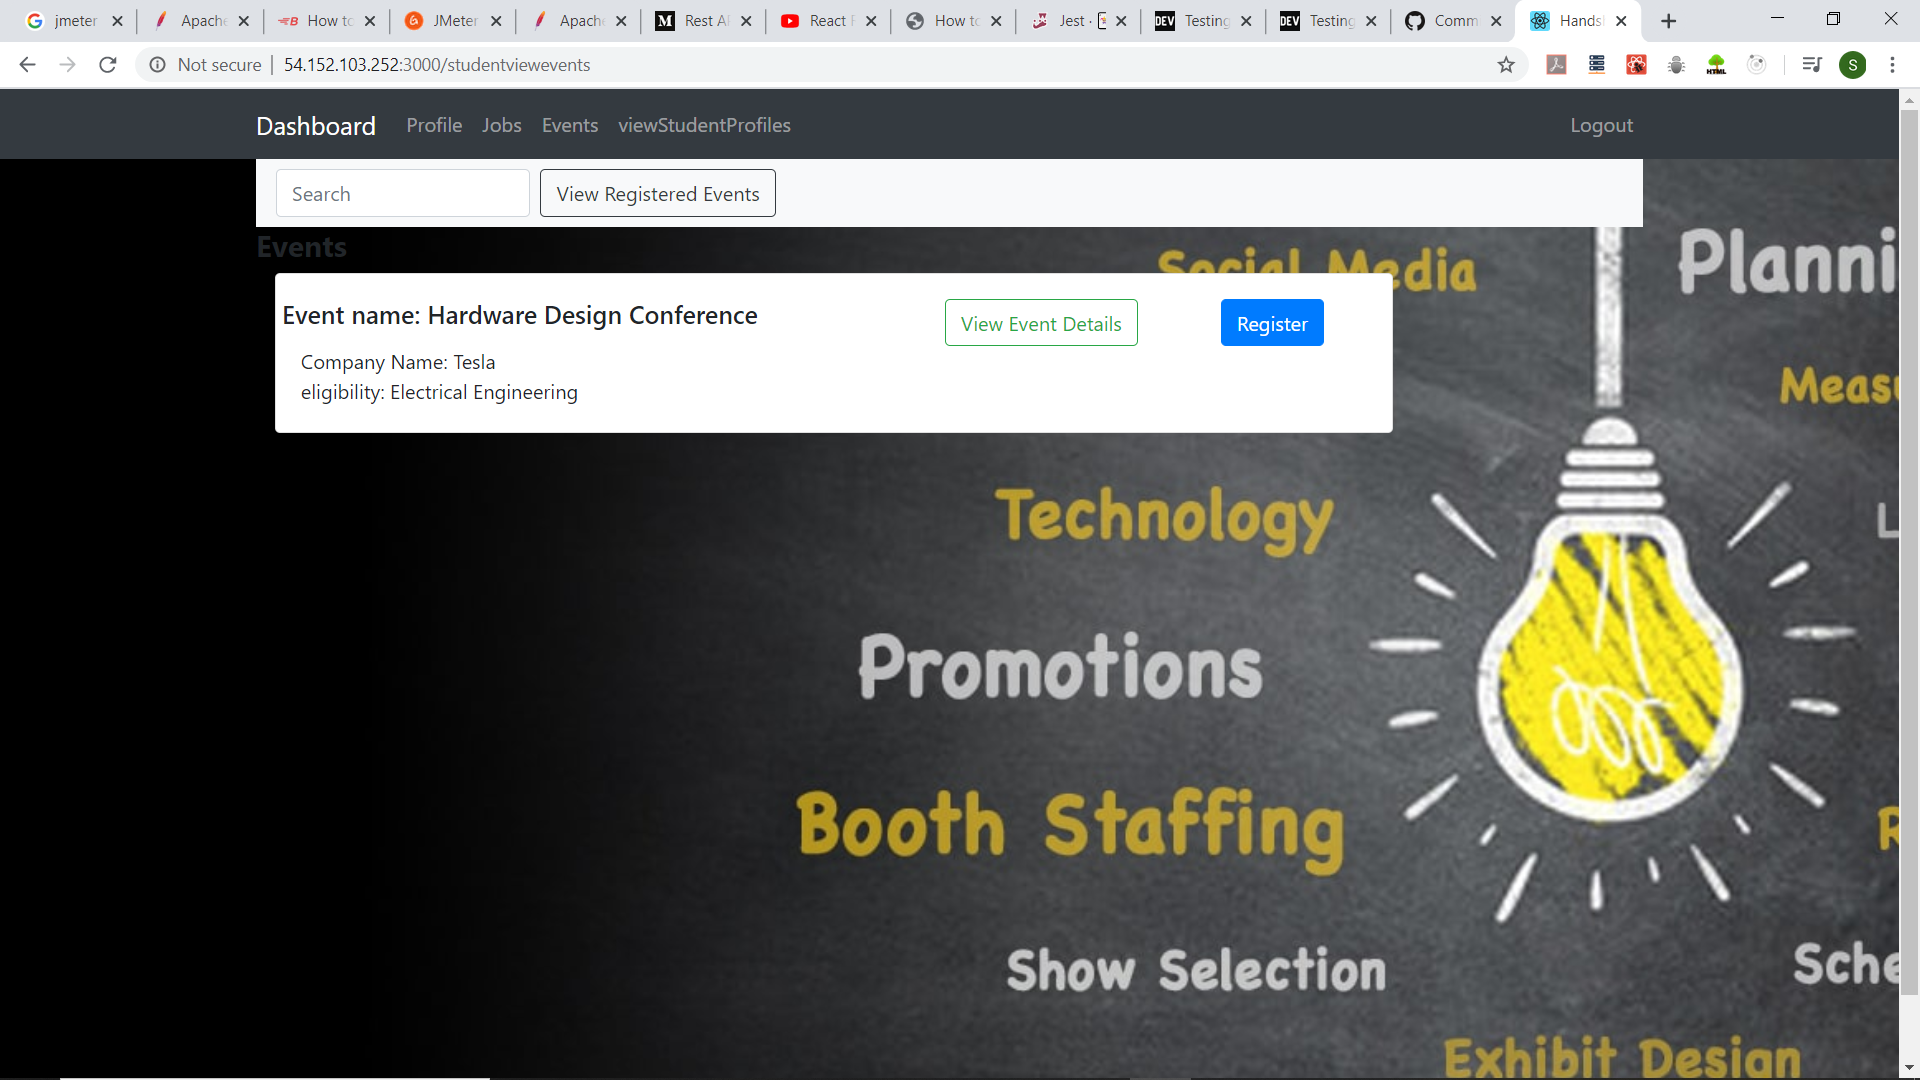 jmeter Apache How to JMeter Apache Rest A React How to Jest · Testing Testing Comm Hands
Not secure 54.152.103.252:3000/studentviewevents S
Dashboard Profile Jobs Events viewStudentProfiles Logout
Search View Registered Events
Events
Social Media
Planni
Event name: Hardware Design Conference View Event Details Register
Company Name: Tesla
eligibility: Electrical Engineering
Measu
Technology
Promotions
Booth Staffing
Show Selection
Sche
Exhibit Design